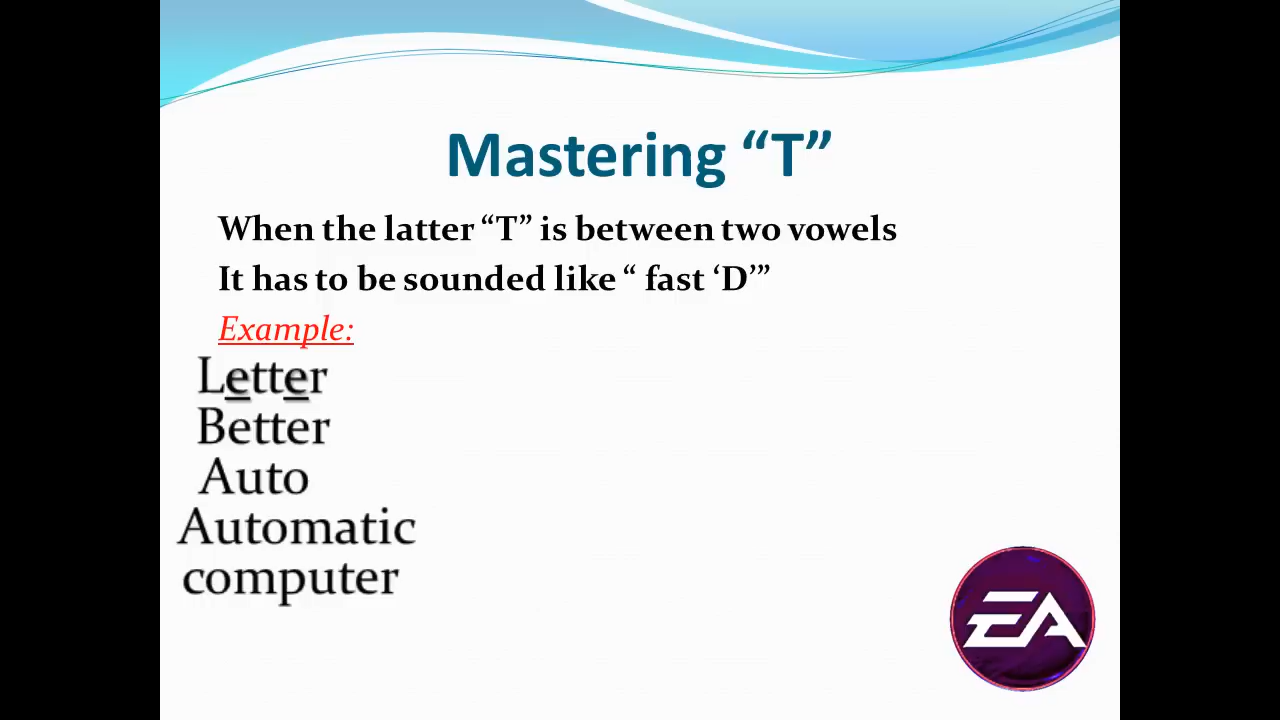 Mastering “T”
When the latter “T” is between two vowels
It has to be sounded like “ fast ‘D’”
Example:
Letter
Better
Auto
Automatic
computer
EA